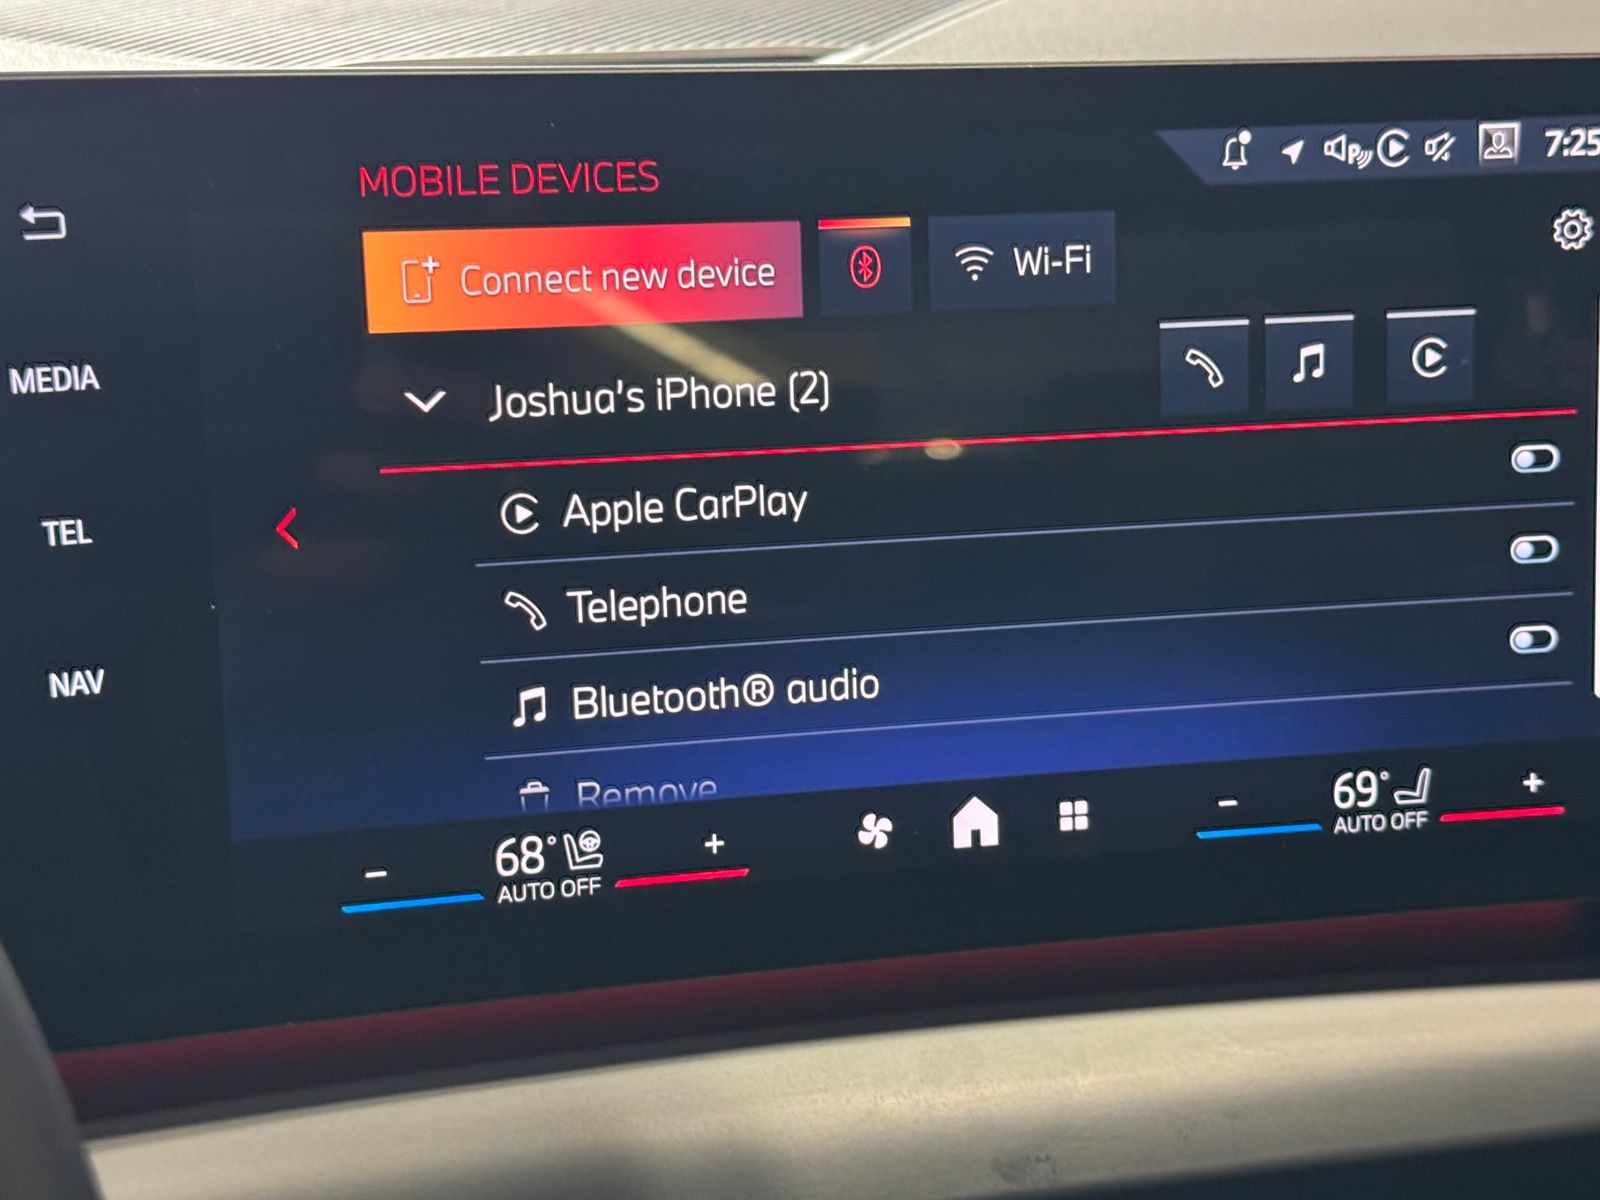 7:25
MOBILE DEVICES
Connect new device
Wi-Fi
MEDIA
Joshua's iPhone (2)
Apple CarPlay
TEL
Telephone
NAV
Bluetooth® audio
Remove
- 68° +
AUTO OFF
- 69° +
AUTO OFF